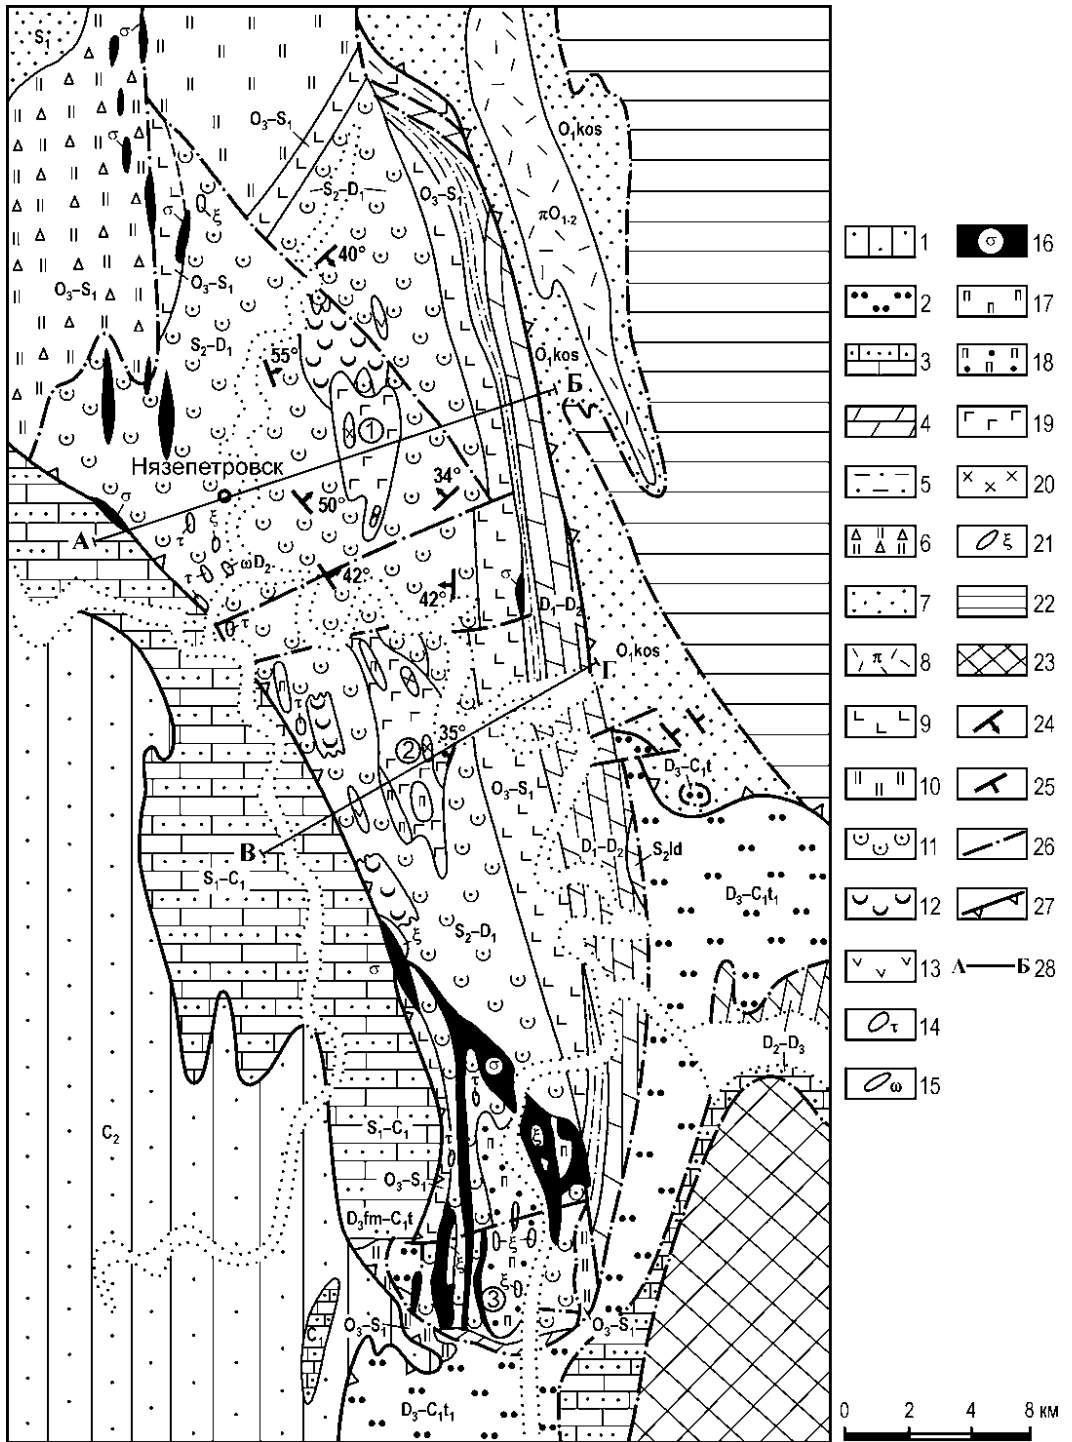 S₁
σ
O₃–S₁
O₁kos
σ
S₂–D₁
O₃–S₁
ξ
πO₁₋₂
σ
40°
O₃–S₁
O₃–S₁
S₂–D₁
55°
O₁kos
Б
1
Нязепетровск
34°
σ
50°
А
τ
ξ
ωD₂
τ
42°
σ
42°
D₁–D₂
τ
O₁kos
Г
п
τ
35°
2
D₃–C₁t
п
O₃–S₁
В
D₁–D₂
S₂ld
S₁–C₁
D₃–C₁t₁
ξ
S₂–D₁
σ
D₂–D₃
σ
τ
C₂
S₁–C₁
п
ξ
п
τ
O₃–S₁
п
D₃fm–C₁t
ξ
ξ
ξ
3
п
C₁
O₃–S₁
O₃–S₁
D₃–C₁t₁
1
2
3
4
5
6
7
π 8
9
10
11
12
13
τ 14
ω 15
σ 16
п п п 17
п п п 18
19
20
ξ 21
22
23
24
25
26
27
А Б 28
0 2 4 6 8 км